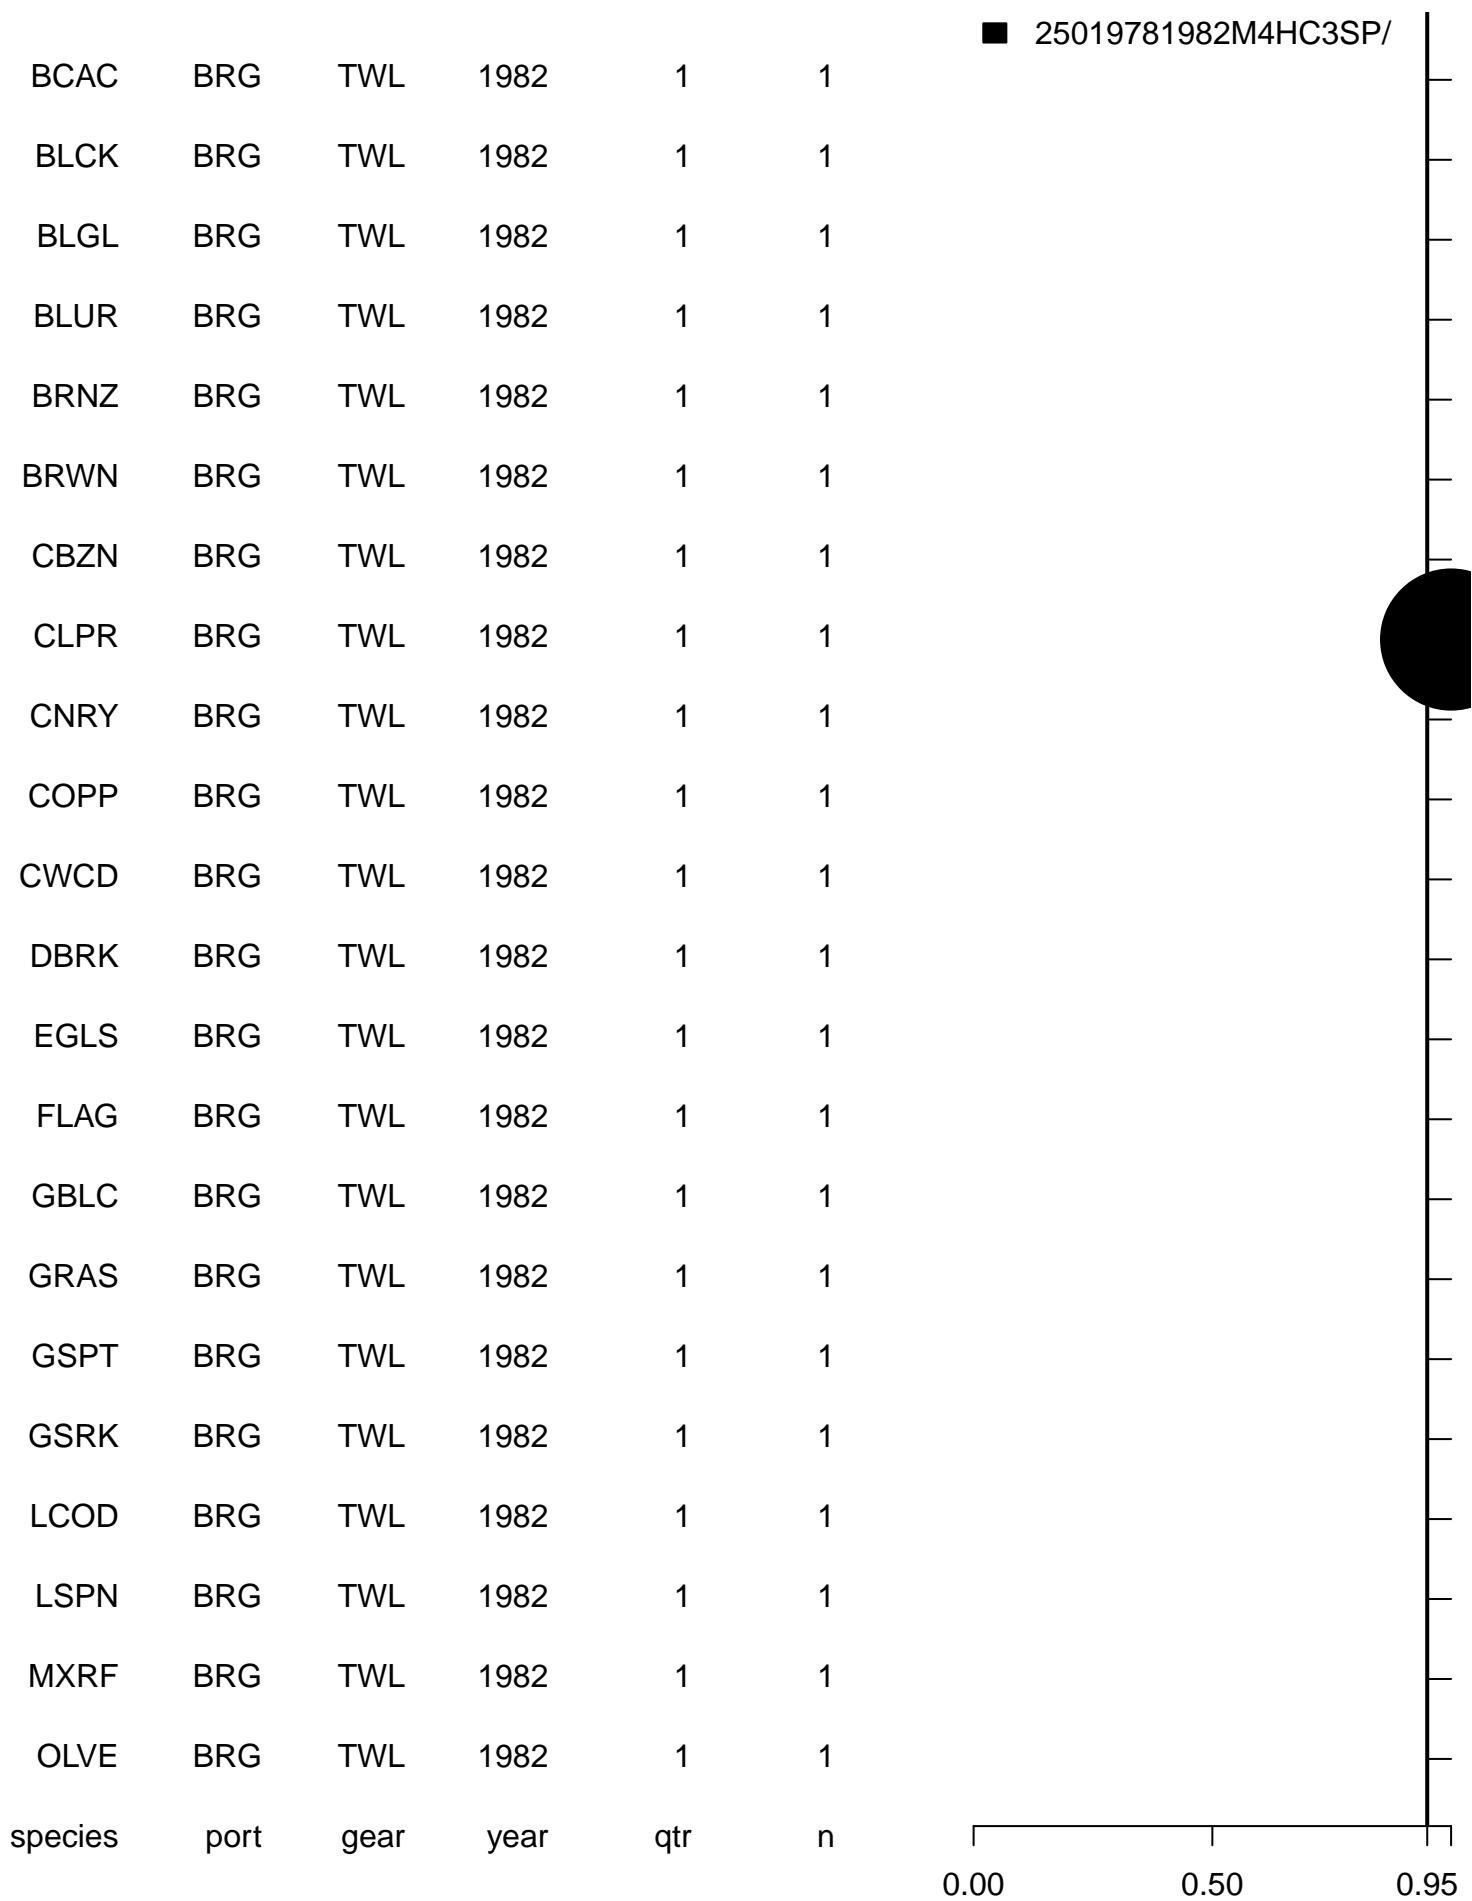 25019781982M4HC3SP/
BCAC BRG TWL 1982 1 1
BLCK BRG TWL 1982 1 1
BLGL BRG TWL 1982 1 1
BLUR BRG TWL 1982 1 1
BRNZ BRG TWL 1982 1 1
BRWN BRG TWL 1982 1 1
CBZN BRG TWL 1982 1 1
CLPR BRG TWL 1982 1 1
CNRY BRG TWL 1982 1 1
COPP BRG TWL 1982 1 1
CWCD BRG TWL 1982 1 1
DBRK BRG TWL 1982 1 1
EGLS BRG TWL 1982 1 1
FLAG BRG TWL 1982 1 1
GBLC BRG TWL 1982 1 1
GRAS BRG TWL 1982 1 1
GSPT BRG TWL 1982 1 1
GSRK BRG TWL 1982 1 1
LCOD BRG TWL 1982 1 1
LSPN BRG TWL 1982 1 1
MXRF BRG TWL 1982 1 1
OLVE BRG TWL 1982 1 1
species port gear year qtr n
0.00 0.50 0.95